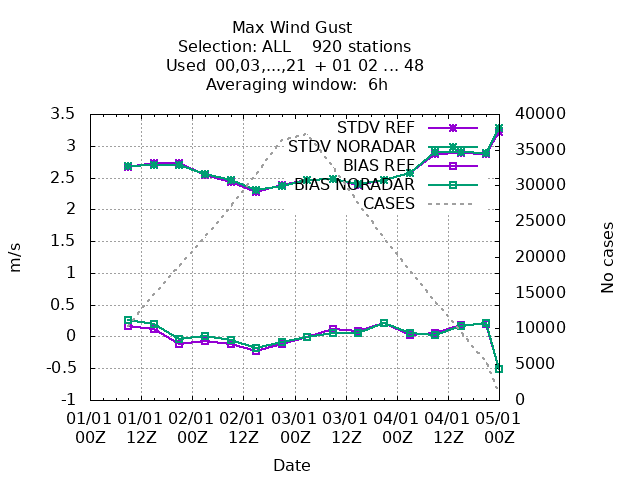 Max Wind Gust
Selection: ALL    920 stations
Used  00,03,...,21  + 01 02 ... 48
Averaging window:  6h
3.5
3
2.5
2
1.5
1
0.5
0
-0.5
-1
m/s
40000
35000
30000
25000
20000
15000
10000
5000
0
No cases
STDV REF
STDV NORADAR
BIAS REF
BIAS NORADAR
CASES
01/01 01/01 02/01 02/01 03/01 03/01 04/01 04/01 05/01
00Z 12Z 00Z 12Z 00Z 12Z 00Z 12Z 00Z
Date